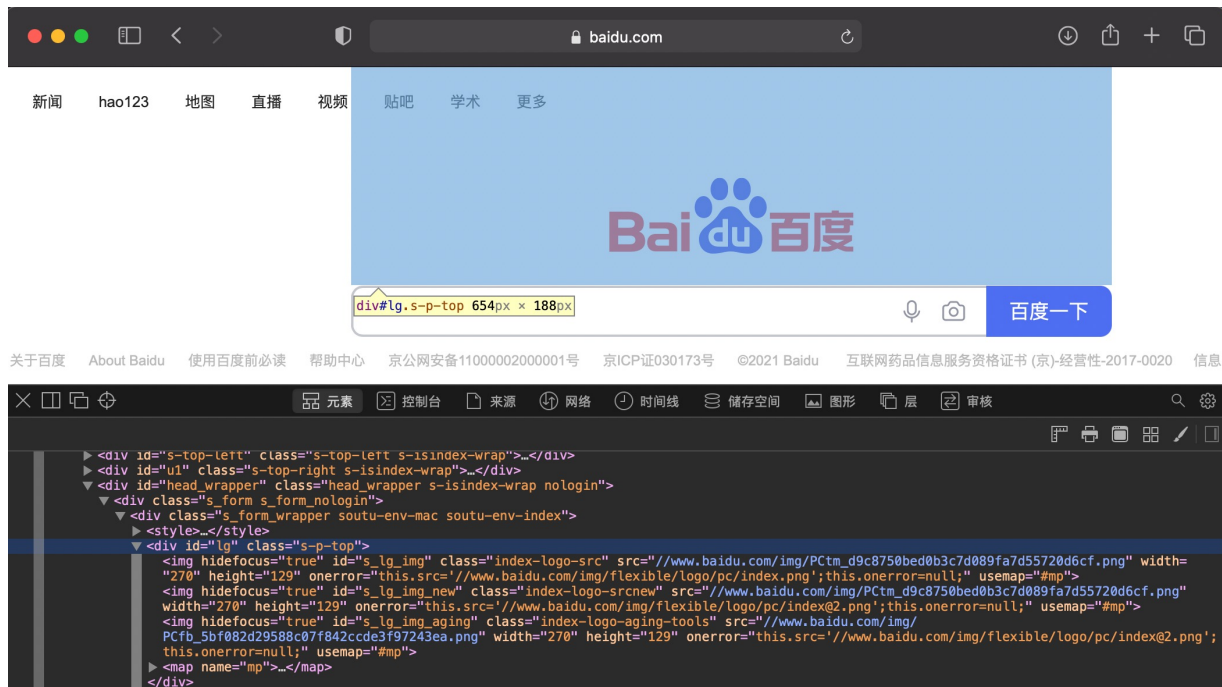 baidu.com
新闻 hao123 地图 直播 视频 贴吧 学术 更多
Bai du 百度
div#lg.s-p-top 654px × 188px
百度一下
关于百度 About Baidu 使用百度前必读 帮助中心 京公网安备11000002000001号 京ICP证030173号 ©2021 Baidu 互联网药品信息服务资格证书 (京)-经营性-2017-0020 信息
元素 控制台 来源 网络 时间线 储存空间 图形 层 审核
<div id="s-top-left" class="s-top-left s-isindex-wrap">…</div>
<div id="u1" class="s-top-right s-isindex-wrap">…</div>
<div id="head_wrapper" class="head_wrapper s-isindex-wrap nologin">
<div class="s_form s_form_nologin">
<div class="s_form_wrapper soutu-env-mac soutu-env-index">
<style>…</style>
<div id="lg" class="s-p-top">
<img hidefocus="true" id="s_lg_img" class="index-logo-src" src="//www.baidu.com/img/PCtm_d9c8750bed0b3c7d089fa7d55720d6cf.png" width=
"270" height="129" onerror="this.src='//www.baidu.com/img/flexible/logo/pc/index.png';this.onerror=null;" usemap="#mp">
<img hidefocus="true" id="s_lg_img_new" class="index-logo-srcnew" src="//www.baidu.com/img/PCtm_d9c8750bed0b3c7d089fa7d55720d6cf.png"
width="270" height="129" onerror="this.src='//www.baidu.com/img/flexible/logo/pc/index@2.png';this.onerror=null;" usemap="#mp">
<img hidefocus="true" id="s_lg_img_aging" class="index-logo-aging-tools" src="//www.baidu.com/img/
PCfb_5bf082d29588c07f842ccde3f97243ea.png" width="270" height="129" onerror="this.src='//www.baidu.com/img/flexible/logo/pc/index@2.png';
this.onerror=null;" usemap="#mp">
<map name="mp">…</map>
</div>